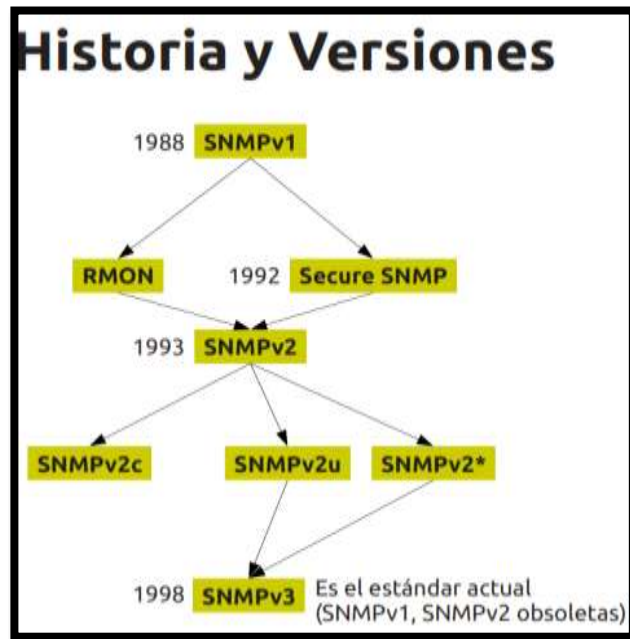 Historia y Versiones
1988 SNMPv1
RMON 1992 Secure SNMP
1993 SNMPv2
SNMPv2c SNMPv2u SNMPv2*
1998 SNMPv3 Es el estándar actual
(SNMPv1, SNMPv2 obsoletas)